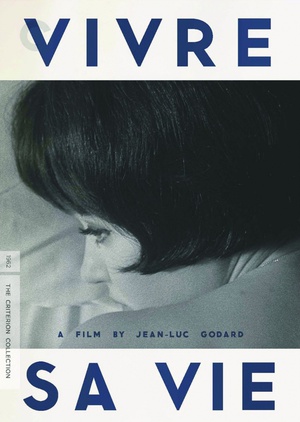 VIVRE
A FILM BY JEAN-LUC GODARD
1962
THE CRITERION COLLECTION
SA VIE